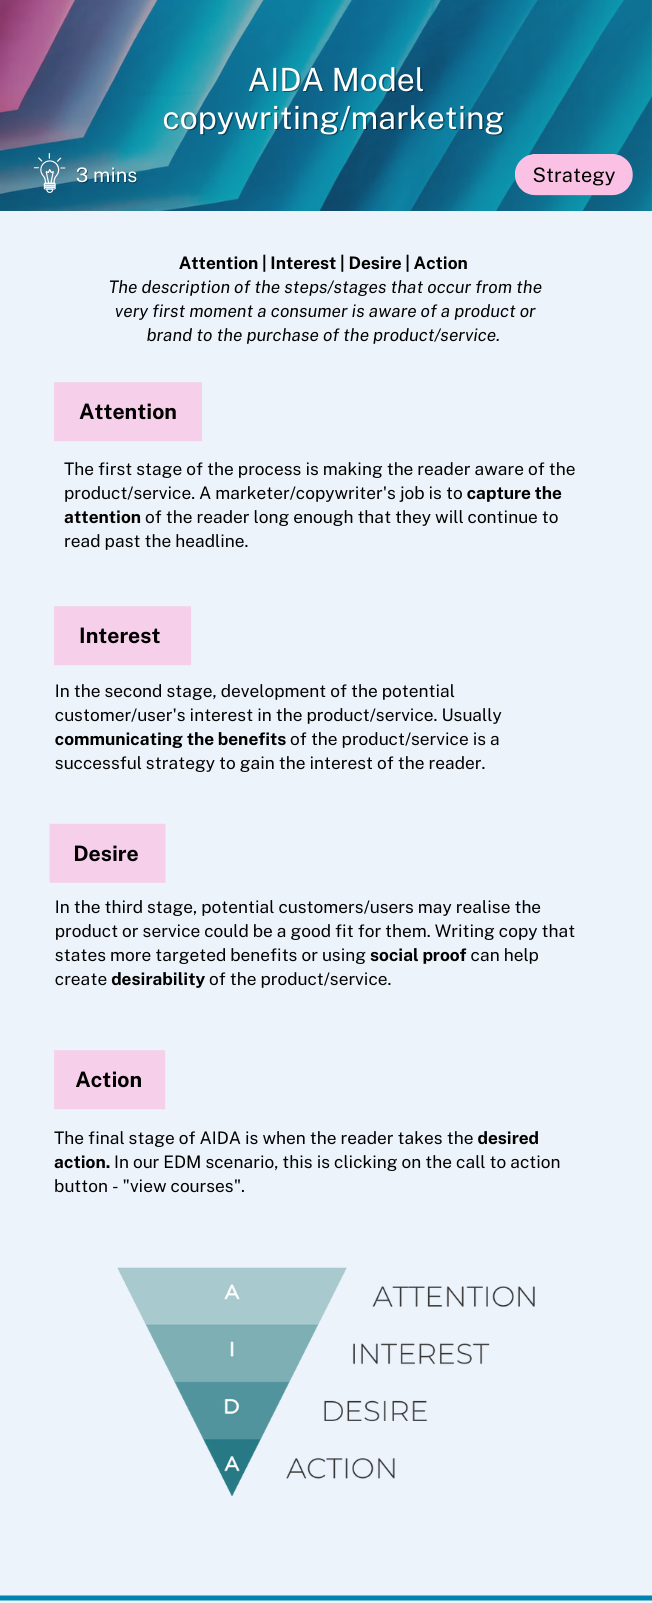 AIDA Model
copywriting/marketing
3 mins
Strategy
Attention | Interest | Desire | Action
The description of the steps/stages that occur from the
very first moment a consumer is aware of a product or
brand to the purchase of the product/service.
Attention
The first stage of the process is making the reader aware of the
product/service. A marketer/copywriter's job is to capture the
attention of the reader long enough that they will continue to
read past the headline.
Interest
In the second stage, development of the potential
customer/user's interest in the product/service. Usually
communicating the benefits of the product/service is a
successful strategy to gain the interest of the reader.
Desire
In the third stage, potential customers/users may realise the
product or service could be a good fit for them. Writing copy that
states more targeted benefits or using social proof can help
create desirability of the product/service.
Action
The final stage of AIDA is when the reader takes the desired
action. In our EDM scenario, this is clicking on the call to action
button - "view courses".
A ATTENTION
I INTEREST
D DESIRE
A ACTION